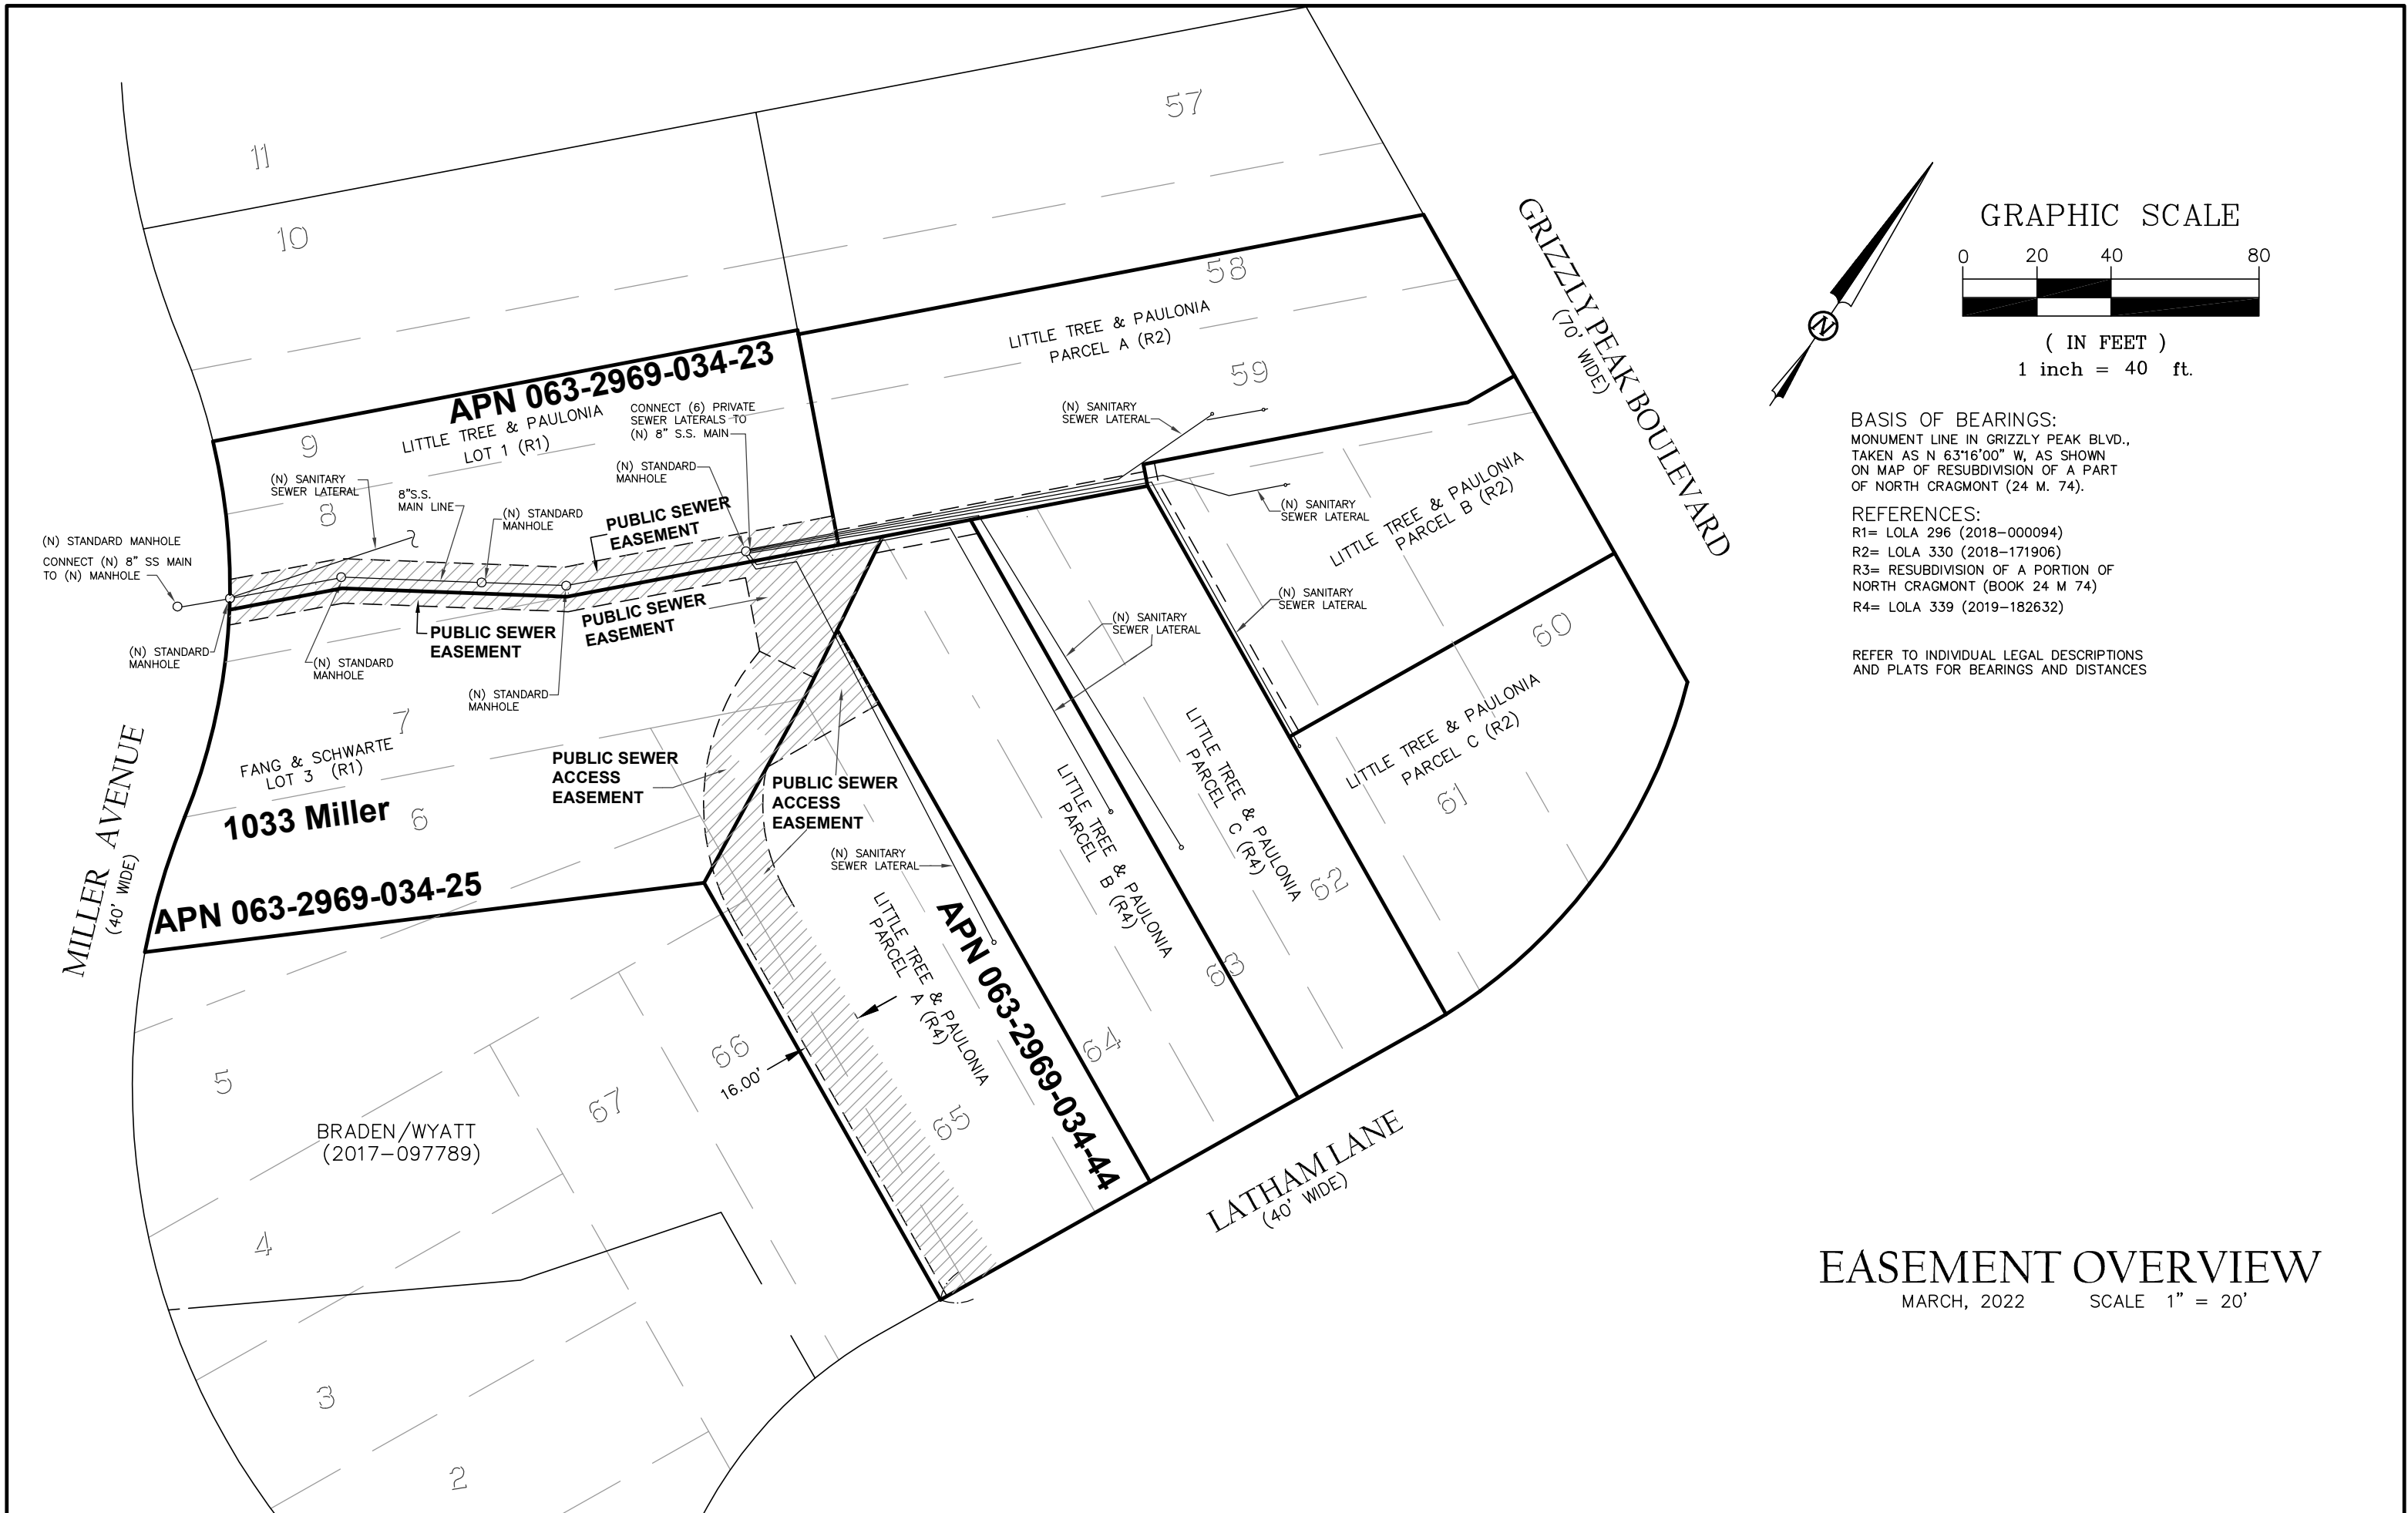 57
11
10
GRIZZLY PEAK BOULEVARD
(70' WIDE)
N
GRAPHIC SCALE
0 20 40 80
( IN FEET )
1 inch = 40 ft.
BASIS OF BEARINGS:
MONUMENT LINE IN GRIZZLY PEAK BLVD.,
TAKEN AS N 63°16'00" W, AS SHOWN
ON MAP OF RESUBDIVISION OF A PART
OF NORTH CRAGMONT (24 M. 74).
REFERENCES:
R1= LOLA 296 (2018-000094)
R2= LOLA 330 (2018-171906)
R3= RESUBDIVISION OF A PORTION OF
NORTH CRAGMONT (BOOK 24 M 74)
R4= LOLA 339 (2019-182632)
REFER TO INDIVIDUAL LEGAL DESCRIPTIONS
AND PLATS FOR BEARINGS AND DISTANCES
58
LITTLE TREE & PAULONIA
PARCEL A (R2)
59
(N) SANITARY
SEWER LATERAL
APN 063-2969-034-23
LITTLE TREE & PAULONIA
LOT 1 (R1)
CONNECT (6) PRIVATE
SEWER LATERALS TO
(N) 8" S.S. MAIN
9
(N) STANDARD
MANHOLE
(N) SANITARY
SEWER LATERAL
8
8"S.S.
MAIN LINE
(N) STANDARD
MANHOLE
PUBLIC SEWER
EASEMENT
(N) STANDARD MANHOLE
CONNECT (N) 8" SS MAIN
TO (N) MANHOLE
(N) SANITARY
SEWER LATERAL
LITTLE TREE & PAULONIA
PARCEL B (R2)
(N) SANITARY
SEWER LATERAL
(N) SANITARY
SEWER LATERAL
PUBLIC SEWER
EASEMENT
PUBLIC SEWER
EASEMENT
(N) STANDARD
MANHOLE
(N) STANDARD
MANHOLE
(N) STANDARD
MANHOLE
60
LITTLE TREE & PAULONIA
PARCEL C (R2)
61
7
FANG & SCHWARTE
LOT 3 (R1)
1033 Miller
6
APN 063-2969-034-25
MILLER AVENUE
(40' WIDE)
PUBLIC SEWER
ACCESS
EASEMENT
PUBLIC SEWER
ACCESS
EASEMENT
(N) SANITARY
SEWER LATERAL
LITTLE TREE & PAULONIA
PARCEL A (R4)
APN 063-2969-034-44
LITTLE TREE & PAULONIA
PARCEL B (R4)
LITTLE TREE & PAULONIA
PARCEL C (R4)
62
63
64
65
66
16.00'
67
5
BRADEN/WYATT
(2017-097789)
4
3
2
LATHAM LANE
(40' WIDE)
EASEMENT OVERVIEW
MARCH, 2022 SCALE 1" = 20'